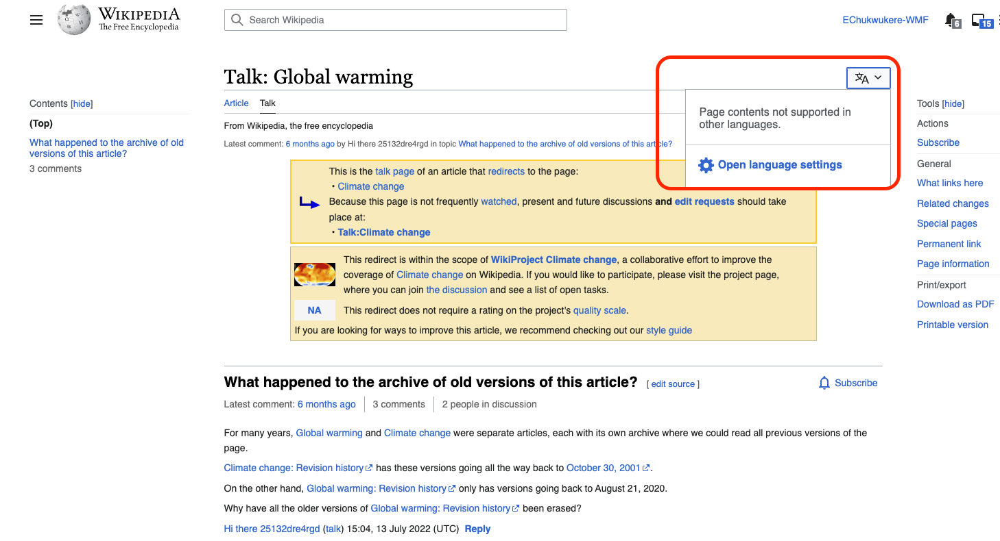 WIKIPEDIA
The Free Encyclopedia
Search Wikipedia
EChukwukere-WMF
6
15
Talk: Global warming
文A
Page contents not supported in
other languages.
Open language settings
Contents [hide]
(Top)
What happened to the archive of old
versions of this article?
3 comments
Article Talk
From Wikipedia, the free encyclopedia
Latest comment: 6 months ago by Hi there 25132dre4rgd in topic What happened to the archive of old versions of this article?
This is the talk page of an article that redirects to the page:
• Climate change
Because this page is not frequently watched, present and future discussions and edit requests should take
place at:
• Talk:Climate change
This redirect is within the scope of WikiProject Climate change, a collaborative effort to improve the
coverage of Climate change on Wikipedia. If you would like to participate, please visit the project page,
where you can join the discussion and see a list of open tasks.
NA This redirect does not require a rating on the project's quality scale.
If you are looking for ways to improve this article, we recommend checking out our style guide
What happened to the archive of old versions of this article? [ edit source ]
Subscribe
Latest comment: 6 months ago 3 comments 2 people in discussion
For many years, Global warming and Climate change were separate articles, each with its own archive where we could read all previous versions of the
page.
Climate change: Revision history has these versions going all the way back to October 30, 2001.
On the other hand, Global warming: Revision history only has versions going back to August 21, 2020.
Why have all the older versions of Global warming: Revision history been erased?
Hi there 25132dre4rgd (talk) 15:04, 13 July 2022 (UTC) Reply
Tools [hide]
Actions
Subscribe
General
What links here
Related changes
Special pages
Permanent link
Page information
Print/export
Download as PDF
Printable version